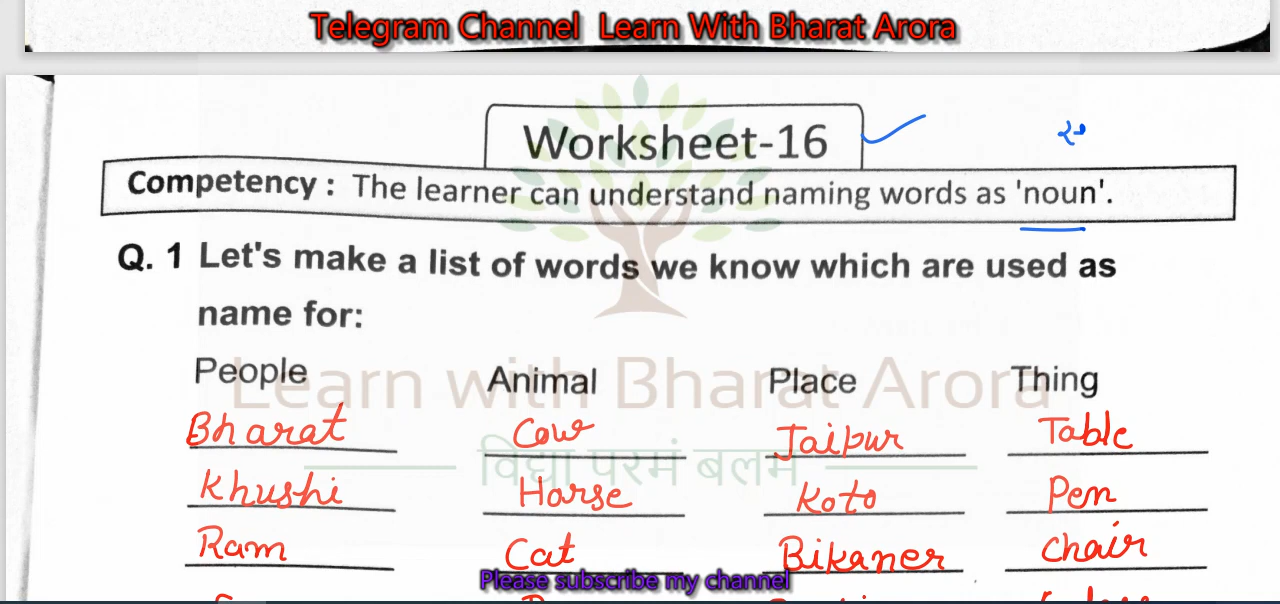 Telegram Channel Learn With Bharat Arora
Worksheet-16
Competency : The learner can understand naming words as 'noun'.
Q. 1 Let's make a list of words we know which are used as
name for:
People Animal Place Thing
Learn with Bharat Arora
Bharat Cow Jaipur Table
विद्या परमं बलम
Khushi Horse Koto Pen
Ram Cat Bikaner Chair
Please subscribe my channel